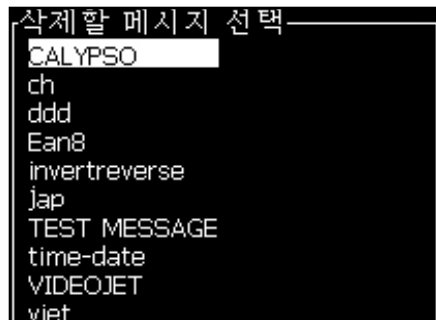 삭제할 메시지 선택
CALYPSO
ch
ddd
Ean8
invertreverse
jap
TEST MESSAGE
time-date
VIDEOJET
viet